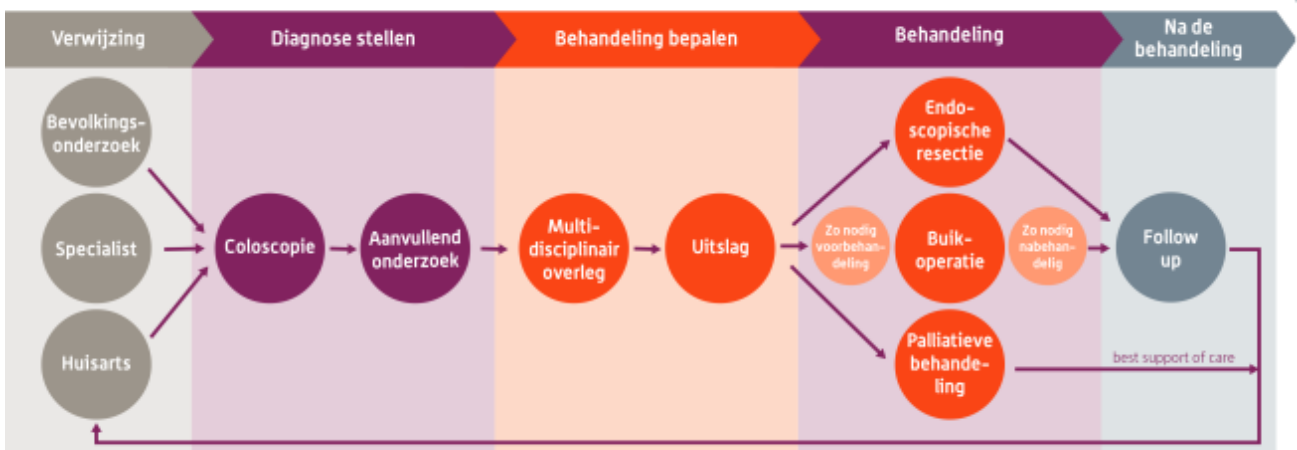 Verwijzing
Diagnose stellen
Behandeling bepalen
Behandeling
Na de
behandeling
Bevolkings-
onderzoek
Specialist
Huisarts
Coloscopie
Aanvullend
onderzoek
Multi-
disciplinair
overleg
Uitslag
Endo-
scopische
resectie
Zo nodig
voorbehan-
deling
Buik-
operatie
Zo nodig
nabehan-
delig
Palliatieve
behande-
ling
Follow
up
best support of care